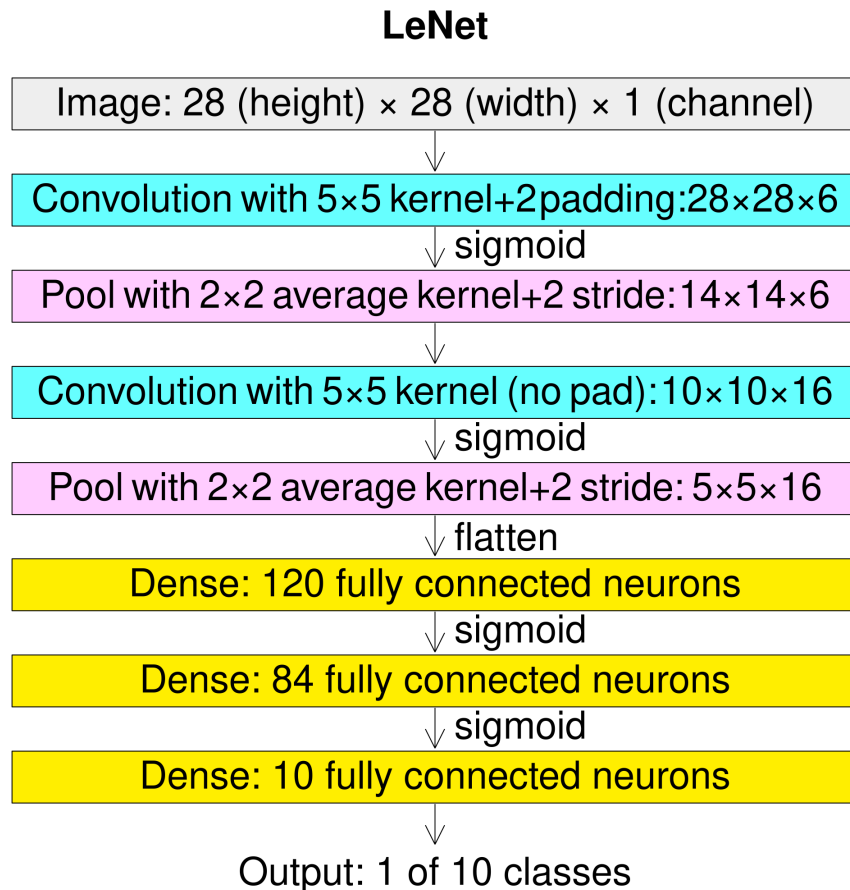 LeNet
Image: 28 (height) × 28 (width) × 1 (channel)
Convolution with 5×5 kernel+2padding:28×28×6
sigmoid
Pool with 2×2 average kernel+2 stride:14×14×6
Convolution with 5×5 kernel (no pad):10×10×16
sigmoid
Pool with 2×2 average kernel+2 stride: 5×5×16
flatten
Dense: 120 fully connected neurons
sigmoid
Dense: 84 fully connected neurons
sigmoid
Dense: 10 fully connected neurons
Output: 1 of 10 classes